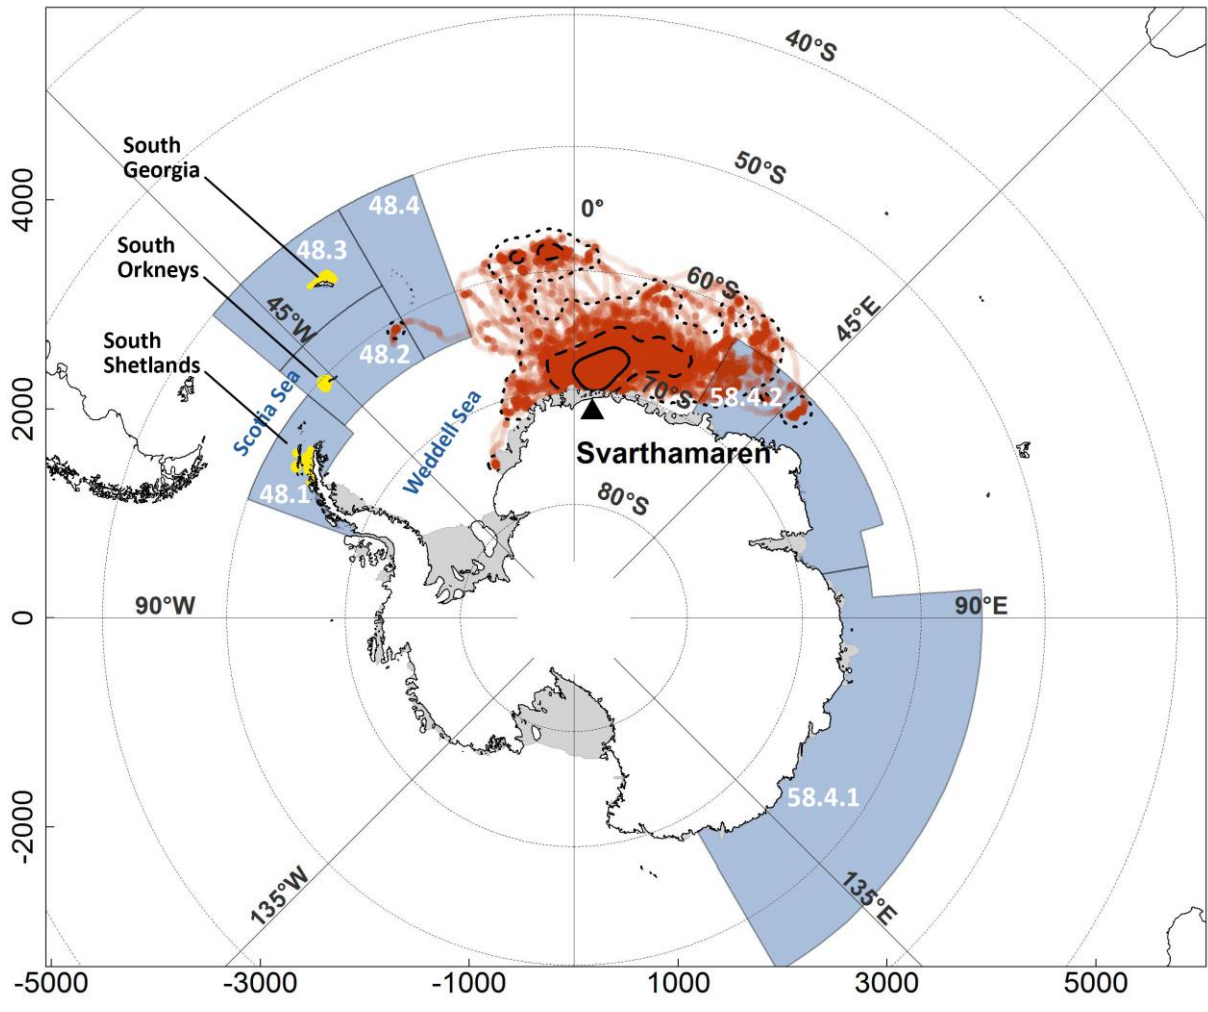 40°S
South
Georgia
50°S
4000
48.4
0°
48.3
South
Orkneys
60°S
45°W
45°E
South
Shetlands
48.2
70°S
58.4.2
2000
Scotia Sea
Weddell Sea
Svarthamaren
48.1
80°S
0
90°W
90°E
58.4.1
-2000
135°W
135°E
-5000
-3000
-1000
1000
3000
5000